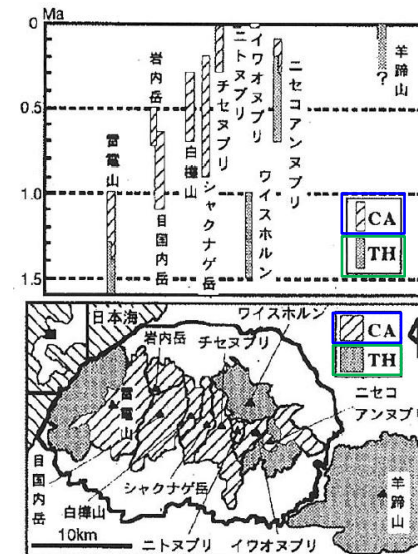 Ma
0
0.5
1.0
1.5
雷電山
岩内岳
目国内岳
白樺山
シャクナゲ岳
チセヌプリ
ニトヌプリ
イワオヌプリ
ワイスホルン
ニセコアンヌプリ
羊蹄山
?
CA
TH
日本海
岩内岳
チセヌプリ
ワイスホルン
CA
TH
雷電山
ニセコ
アンヌプリ
目国内岳
白樺山
シャクナゲ岳
ニトヌプリ
イワオヌプリ
羊蹄山
10km